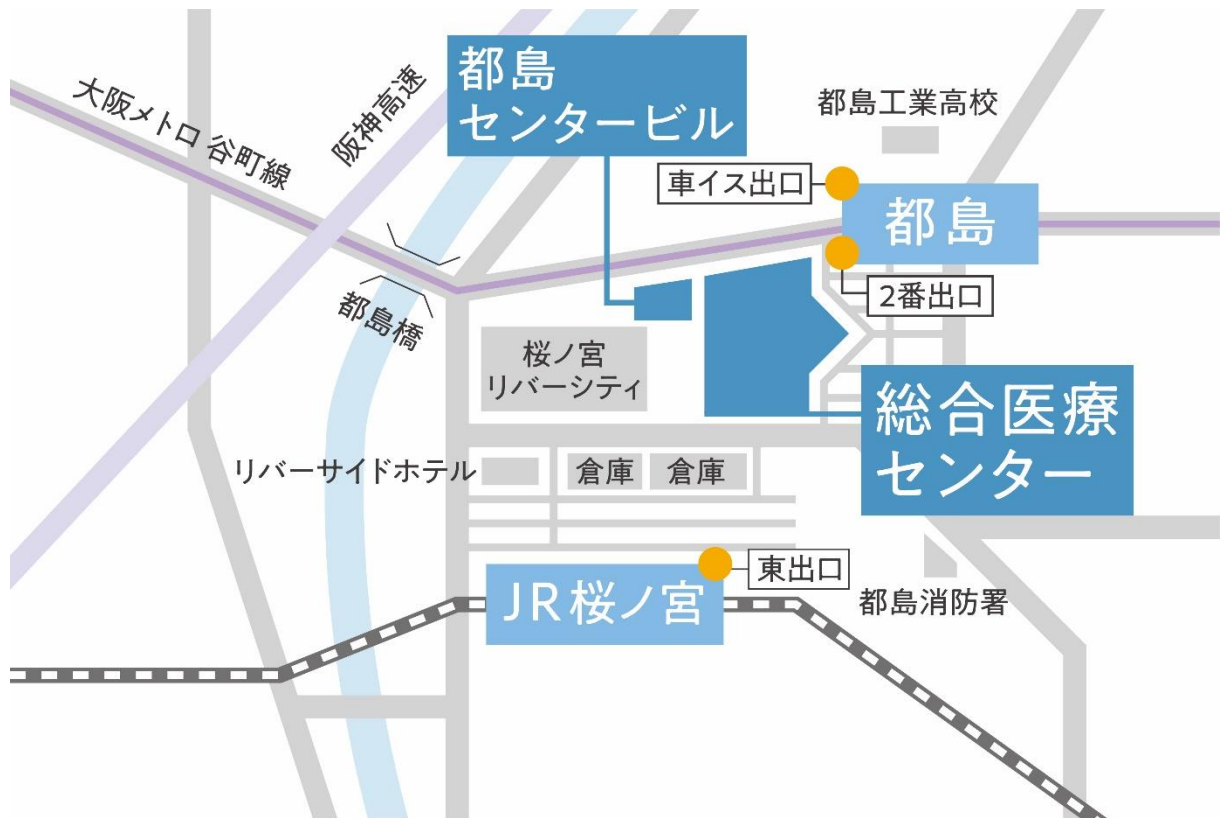 都島
センタービル
都島工業高校
大阪メトロ 谷町線
阪神高速
車イス出口
都島
2番出口
都島橋
桜ノ宮
リバーシティ
総合医療
センター
リバーサイドホテル
倉庫
倉庫
東出口
JR桜ノ宮
都島消防署